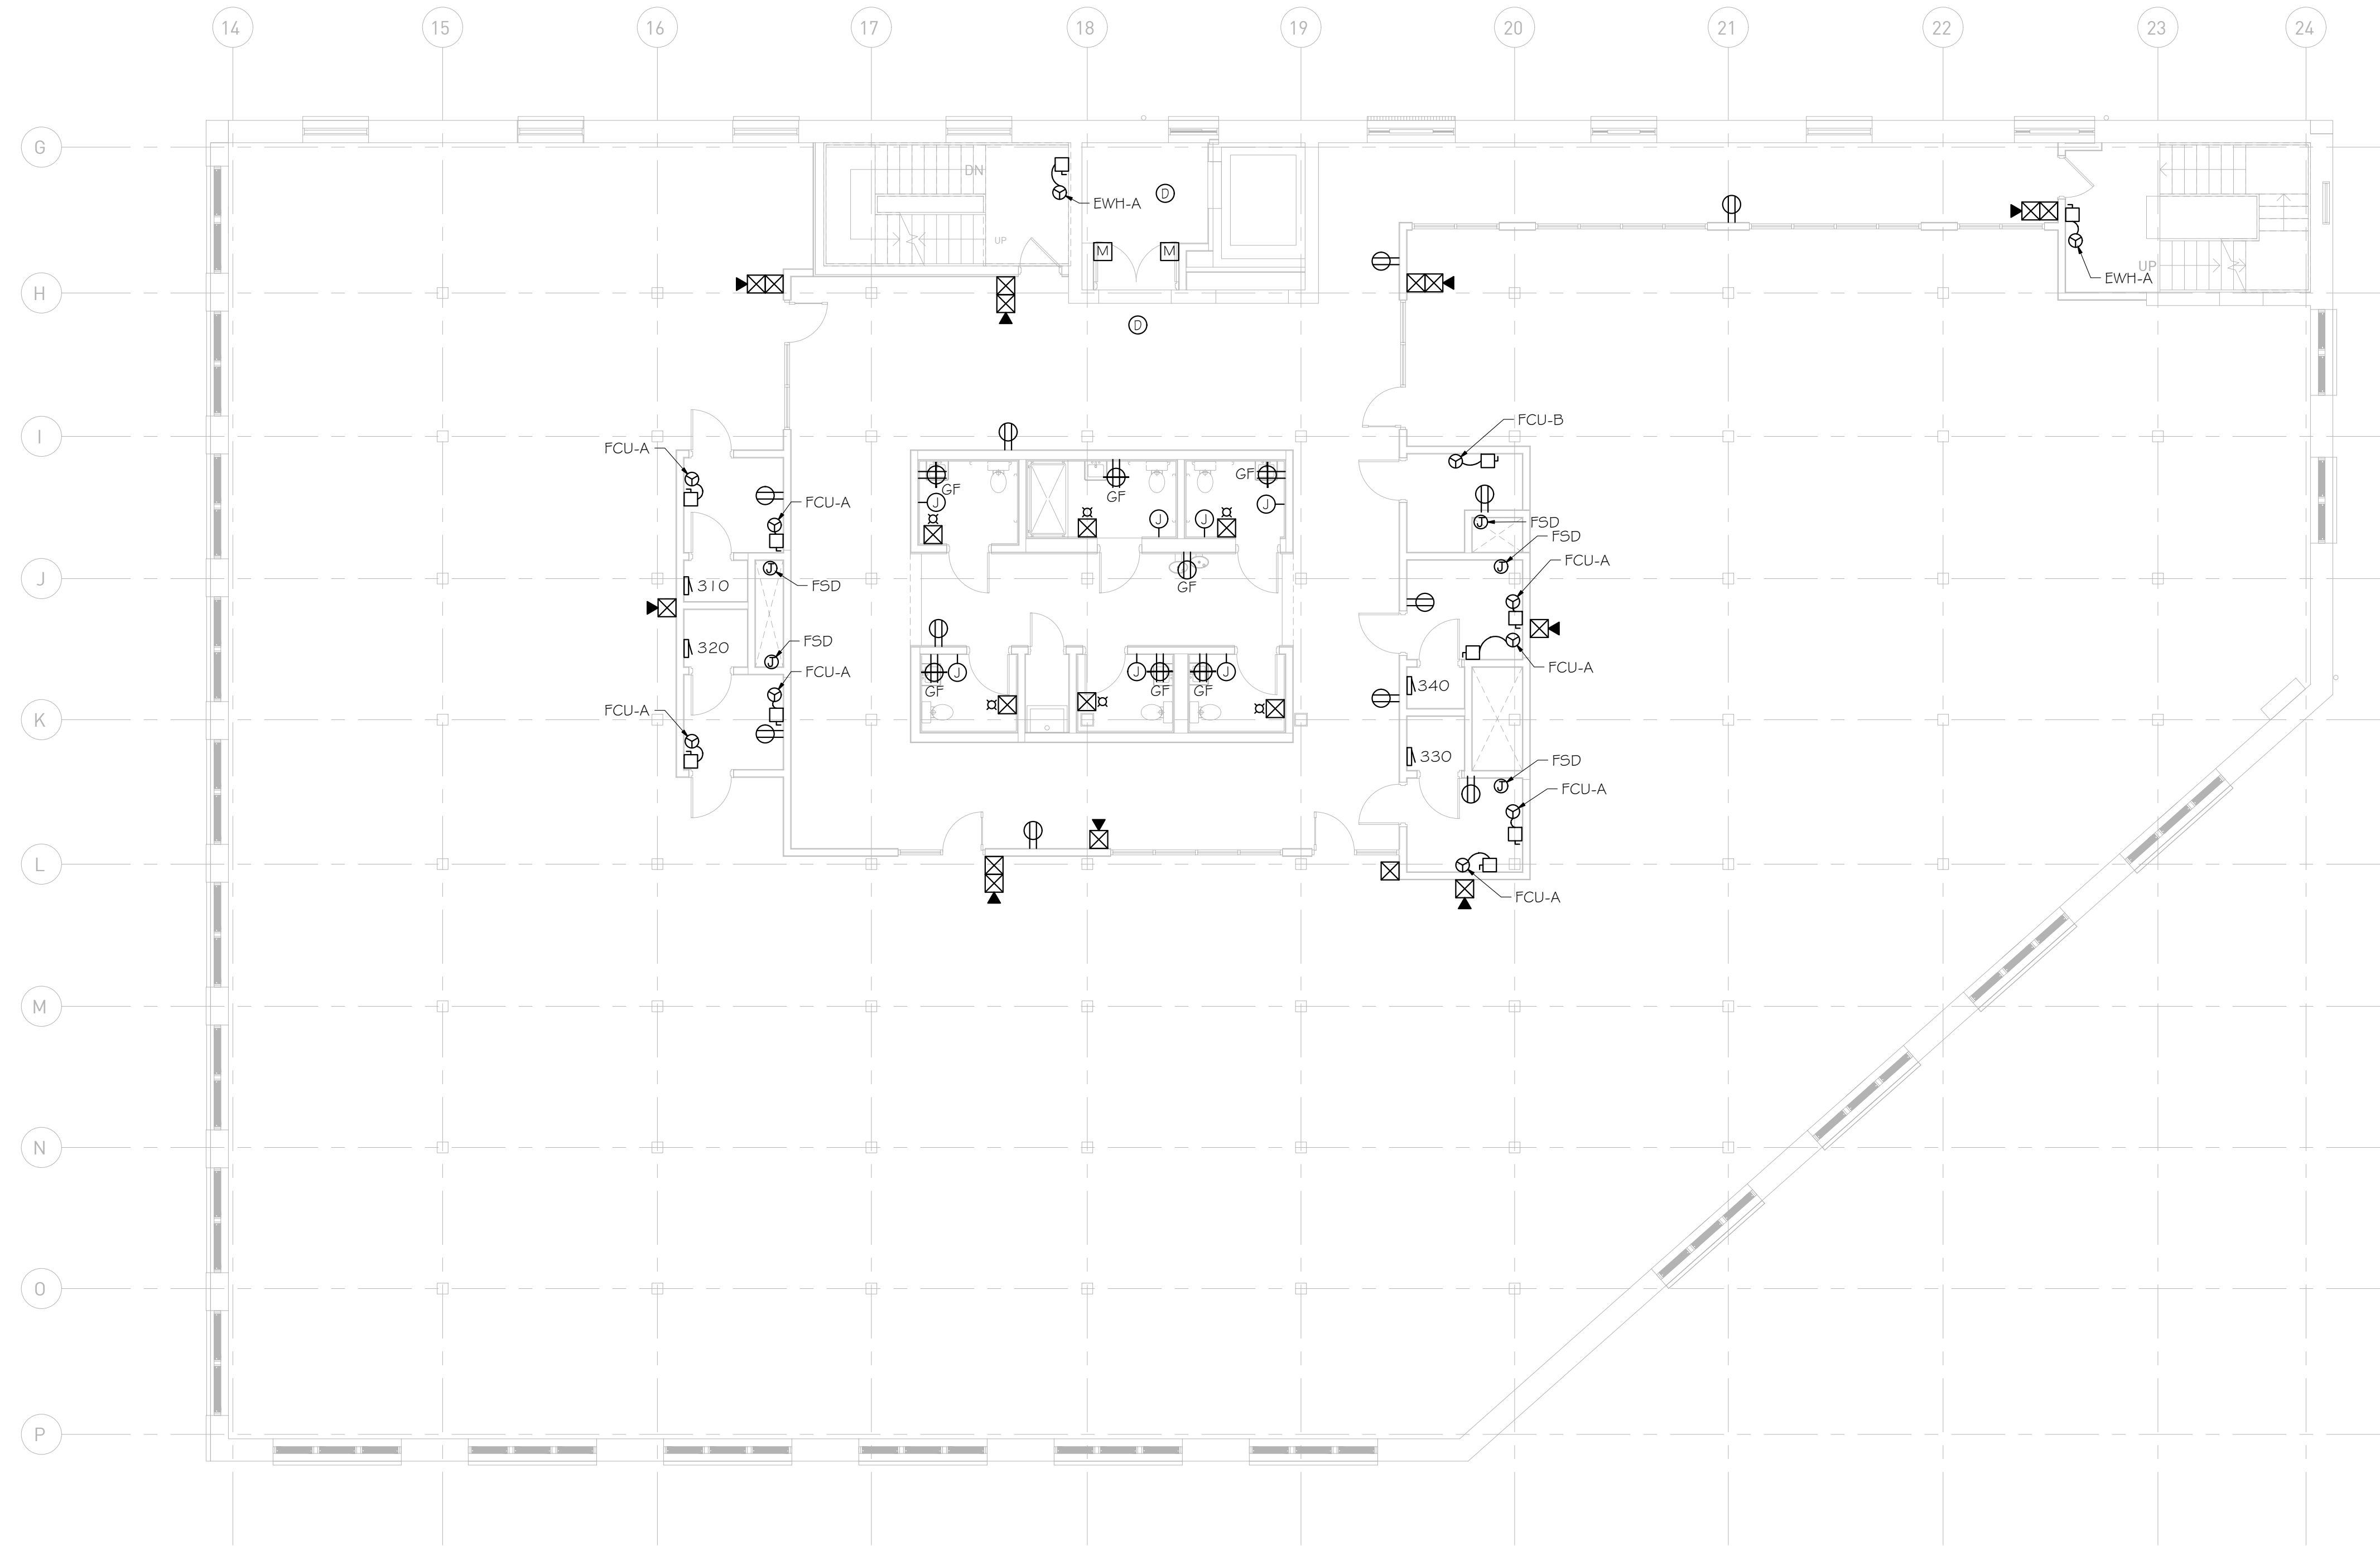 14 15 16 17 18 19 20 21 22 23 24
G
DN
EWH-A
D
UP
M M
EWH-A
UP
H
D
I
FCU-A
FCU-B
GF
GF
GF
J
J
J
J
FCU-A
J
FSD
FSD
J
J
J
310
J
FSD
GF
J
FCU-A
320
J
FSD
GF
J
J
GF
GF
J
FCU-A
FCU-A
340
FCU-A
K
330
J
FSD
FCU-A
L
FCU-A
M
N
O
P